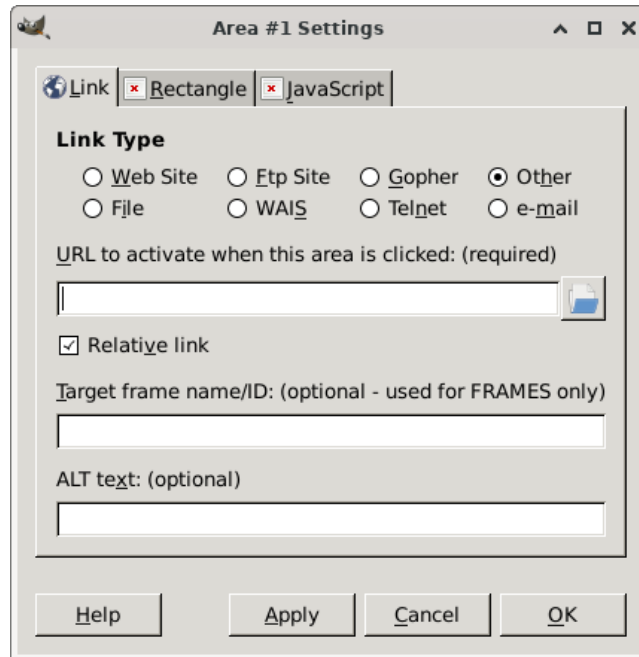 Area #1 Settings
Link Rectangle JavaScript
Link Type
Web Site Ftp Site Gopher Other
File WAIS Telnet e-mail
URL to activate when this area is clicked: (required)
Relative link
Target frame name/ID: (optional - used for FRAMES only)
ALT text: (optional)
Help Apply Cancel OK